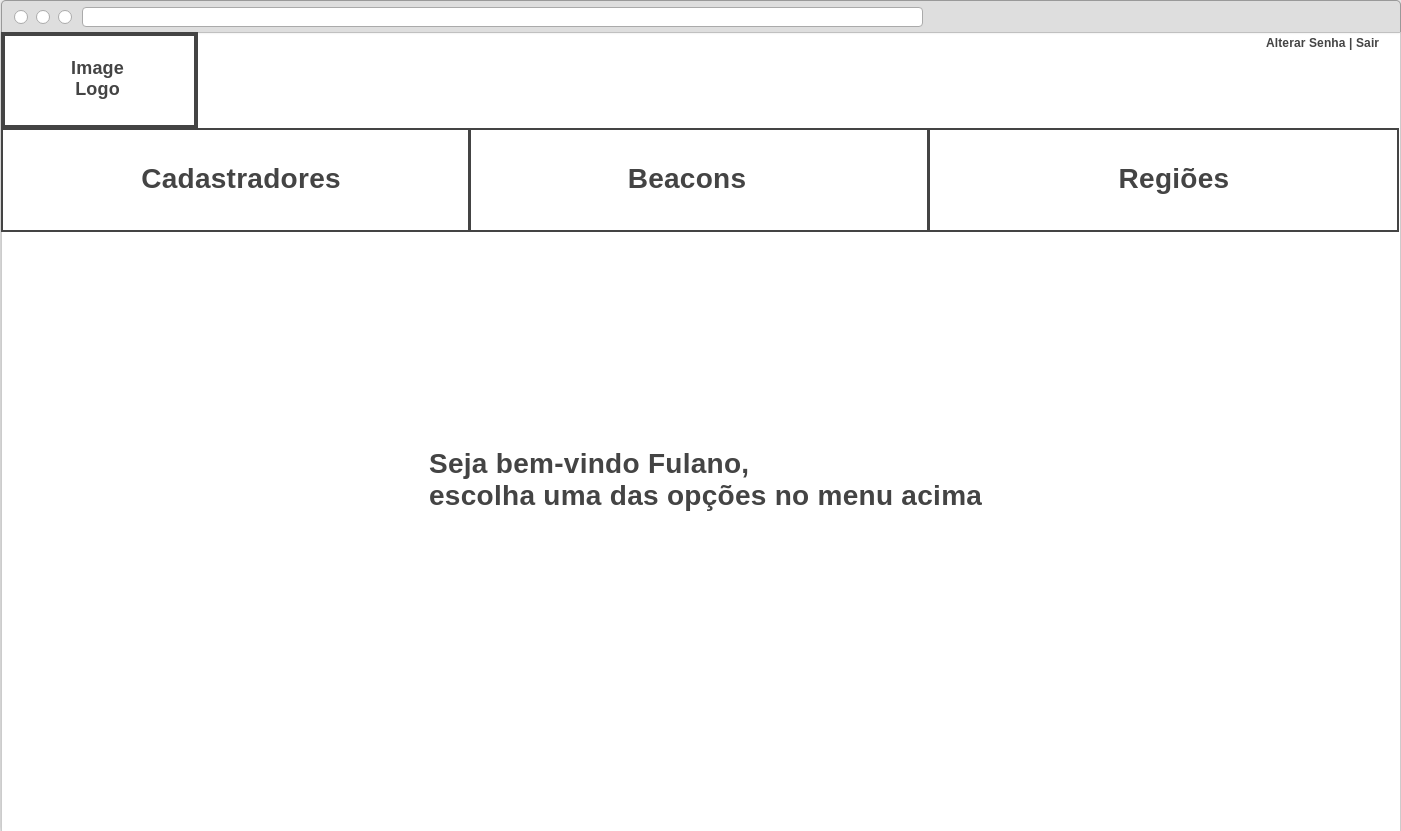 Alterar Senha | Sair
Image
Logo
Cadastradores
Beacons
Regiões
Seja bem-vindo Fulano,
escolha uma das opções no menu acima